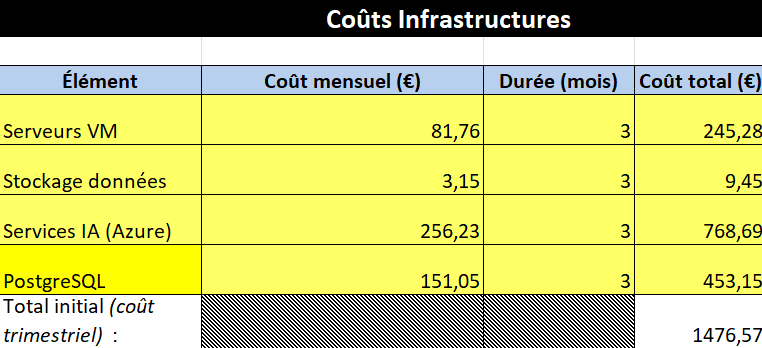 Coûts Infrastructures
Élément Coût mensuel (€) Durée (mois) Coût total (€)
Serveurs VM 81,76 3 245,28
Stockage données 3,15 3 9,45
Services IA (Azure) 256,23 3 768,69
PostgreSQL 151,05 3 453,15
Total initial (coût
trimestriel) : 1476,57